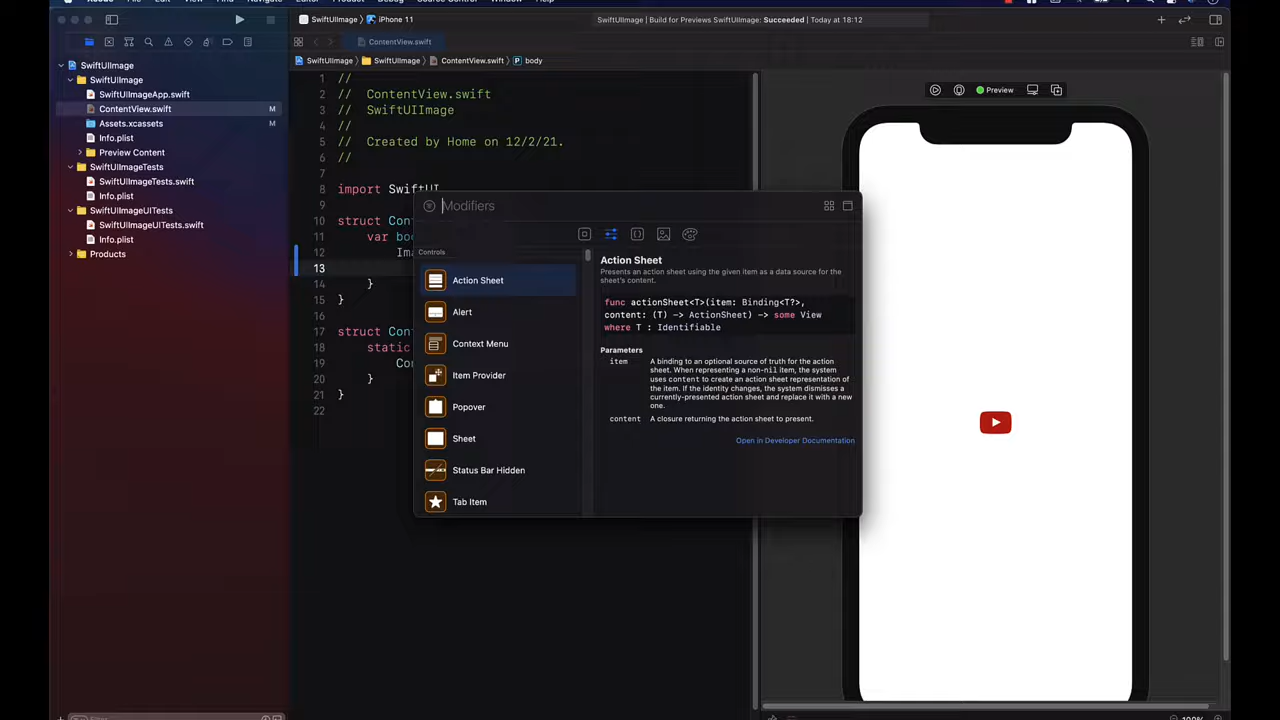 SwiftUIImage
iPhone 11
SwiftUIImage | Build for Previews SwiftUIImage: Succeeded | Today at 18:12
ContentView.swift
SwiftUIImage
SwiftUIImage
ContentView.swift
body
SwiftUIImage
SwiftUIImage
SwiftUIImageApp.swift
ContentView.swift M
Assets.xcassets M
Info.plist
Preview Content
SwiftUIImageTests
SwiftUIImageTests.swift
Info.plist
SwiftUIImageUITests
SwiftUIImageUITests.swift
Info.plist
Products
1 //
2 // ContentView.swift
3 // SwiftUIImage
4 //
5 // Created by Home on 12/2/21.
6 //
7
8 import SwiftUI
9
10 struct Con
11 var bo
12 Ima
13
14 }
15 }
16
17 struct Con
18 static
19 Co
20 }
21 }
22
Modifiers
Controls
Action Sheet
Alert
Context Menu
Item Provider
Popover
Sheet
Status Bar Hidden
Tab Item
Action Sheet
Presents an action sheet using the given item as a data source for the
sheet's content.
func actionSheet<T>(item: Binding<T?>,
content: (T) -> ActionSheet) -> some View
where T : Identifiable
Parameters
item A binding to an optional source of truth for the action
sheet. When representing a non-nil item, the system
uses content to create an action sheet representation of
the item. If the identity changes, the system dismisses a
currently-presented action sheet and replace it with a new
one.
content A closure returning the action sheet to present.
Open in Developer Documentation
Preview